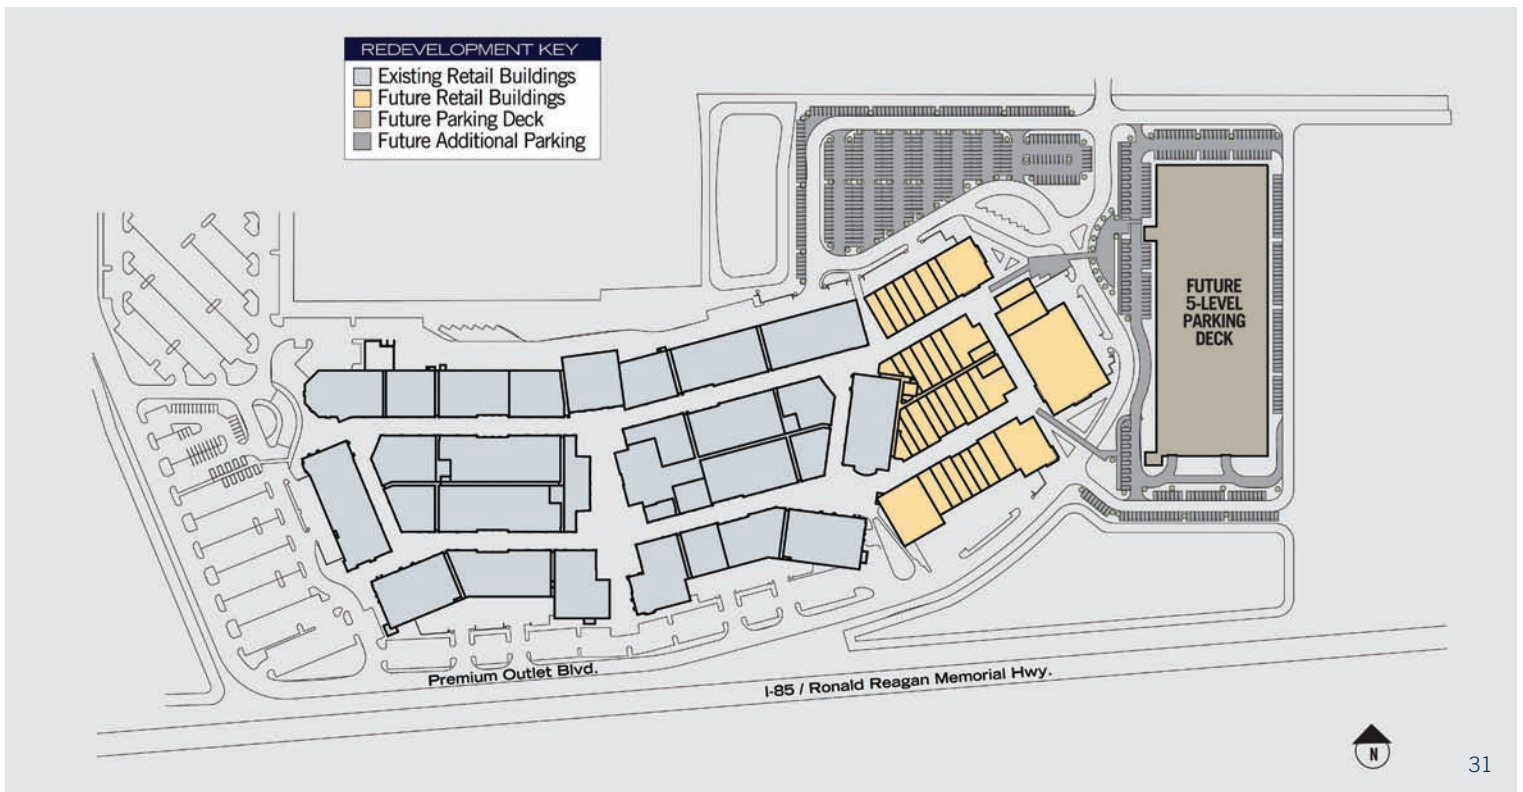 REDEVELOPMENT KEY
Existing Retail Buildings
Future Retail Buildings
Future Parking Deck
Future Additional Parking
FUTURE
5-LEVEL
PARKING
DECK
Premium Outlet Blvd.
I-85 / Ronald Reagan Memorial Hwy.
N
31